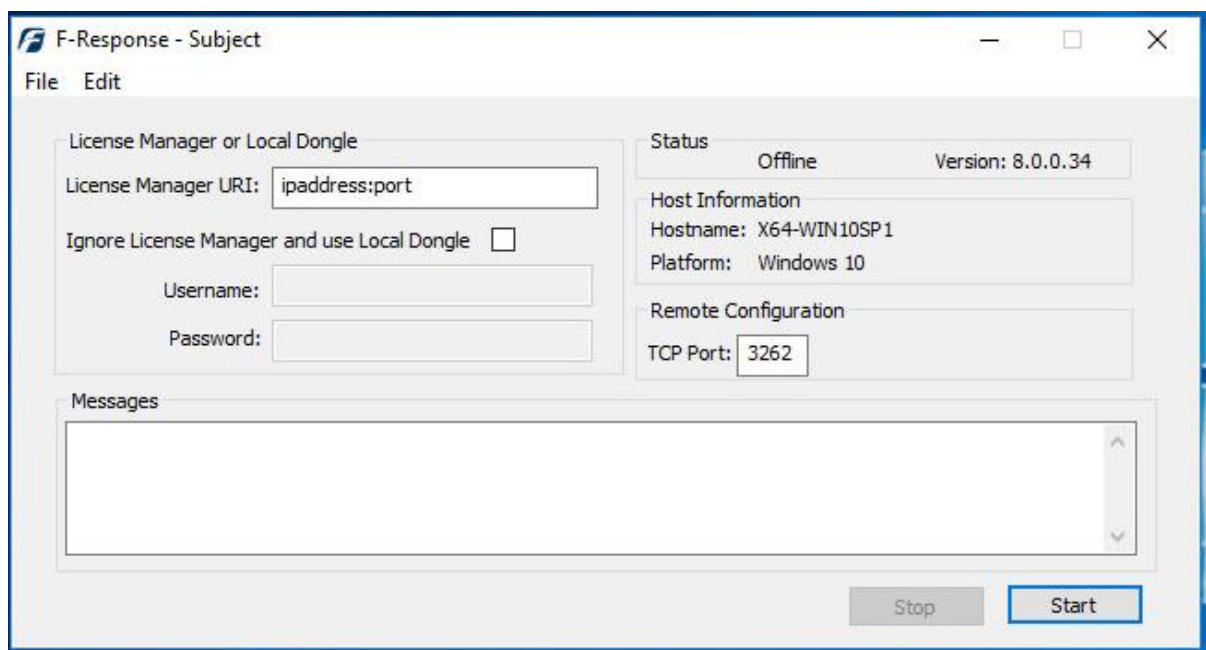 F-Response - Subject
File Edit
License Manager or Local Dongle
License Manager URI: ipaddress:port
Ignore License Manager and use Local Dongle
Username:
Password:
Status
Offline Version: 8.0.0.34
Host Information
Hostname: X64-WIN10SP1
Platform: Windows 10
Remote Configuration
TCP Port: 3262
Messages
Stop Start